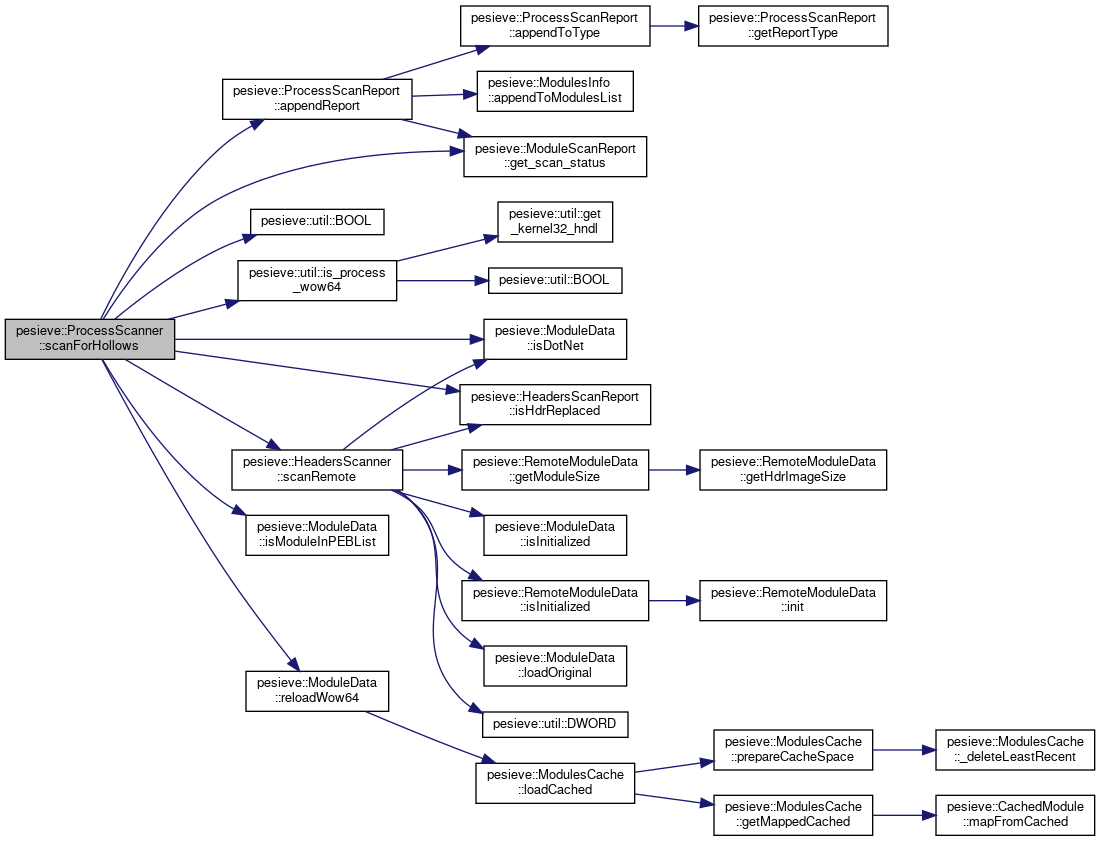 pesieve::ProcessScanReport
::appendToType
pesieve::ProcessScanReport
::getReportType
pesieve::ProcessScanReport
::appendReport
pesieve::ModulesInfo
::appendToModulesList
pesieve::ModuleScanReport
::get_scan_status
pesieve::util::BOOL
pesieve::util::get
_kernel32_hndl
pesieve::util::is_process
_wow64
pesieve::util::BOOL
pesieve::ProcessScanner
::scanForHollows
pesieve::ModuleData
::isDotNet
pesieve::HeadersScanReport
::isHdrReplaced
pesieve::HeadersScanner
::scanRemote
pesieve::RemoteModuleData
::getModuleSize
pesieve::RemoteModuleData
::getHdrImageSize
pesieve::ModuleData
::isModuleInPEBList
pesieve::ModuleData
::isInitialized
pesieve::RemoteModuleData
::isInitialized
pesieve::RemoteModuleData
::init
pesieve::ModuleData
::loadOriginal
pesieve::ModuleData
::reloadWow64
pesieve::util::DWORD
pesieve::ModulesCache
::loadCached
pesieve::ModulesCache
::prepareCacheSpace
pesieve::ModulesCache
::_deleteLeastRecent
pesieve::ModulesCache
::getMappedCached
pesieve::CachedModule
::mapFromCached